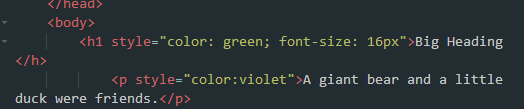 </head>
<body>
<h1 style="color: green; font-size: 16px">Big Heading
</h>
<p style="color:violet">A giant bear and a little
duck were friends.</p>